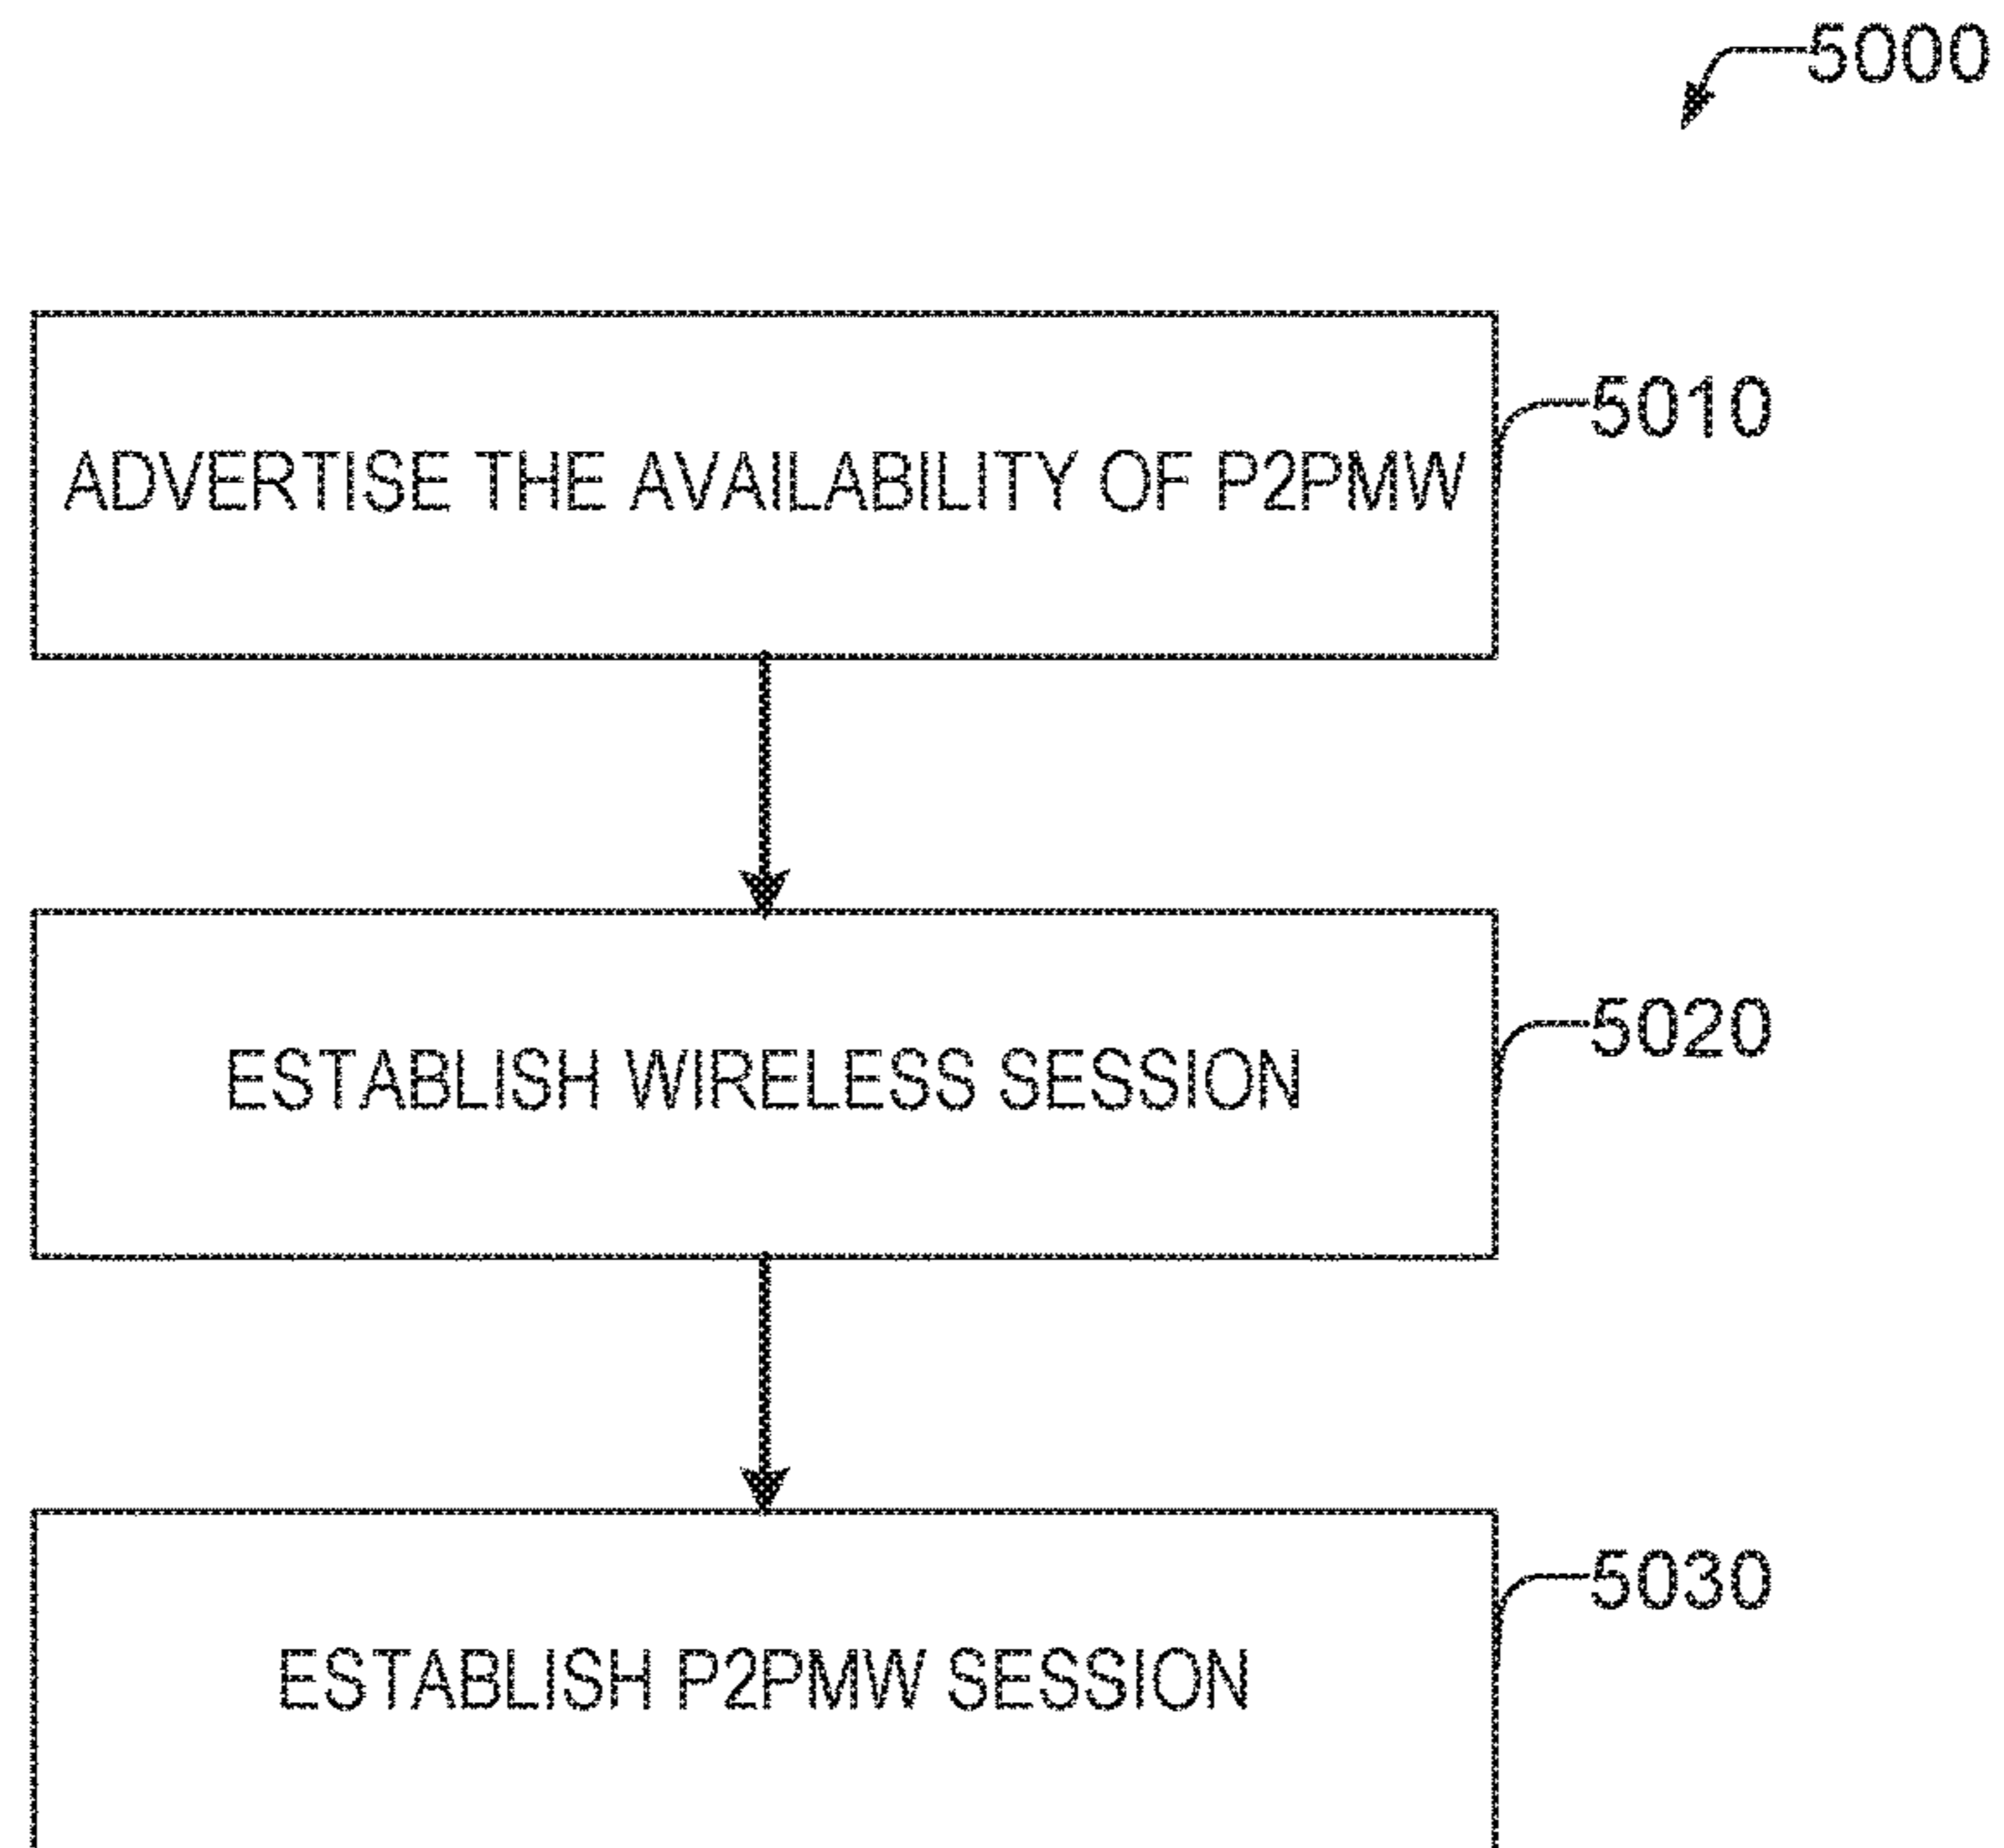 5000
5010
ADVERTISE THE AVAILABILITY OF P2PMW
5020
ESTABLISH WIRELESS SESSION
5030
ESTABLISH P2PMW SESSION